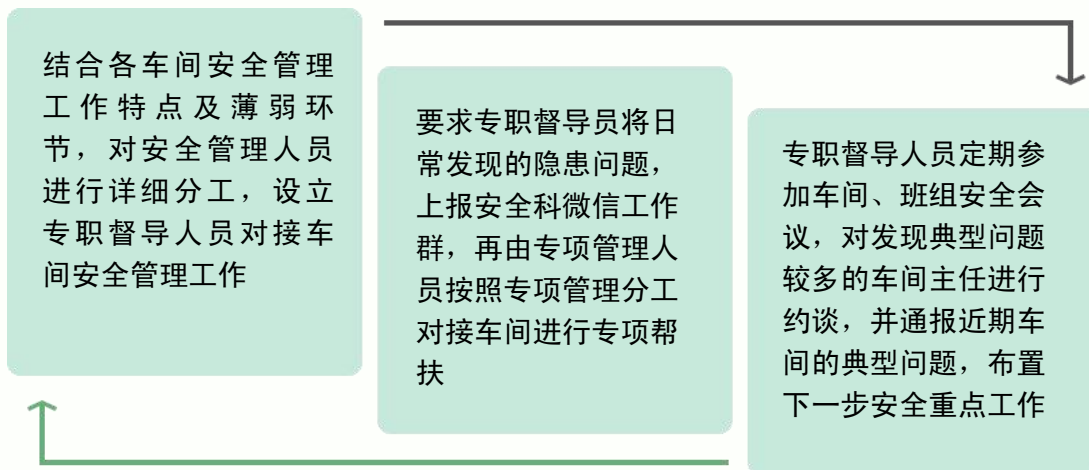 结合各车间安全管理
工作特点及薄弱环
节，对安全管理人员
进行详细分工，设立
专职督导人员对接车
间安全管理工作
要求专职督导员将日
常发现的隐患问题，
上报安全科微信工作
群，再由专项管理人
员按照专项管理分工
对接车间进行专项帮
扶
专职督导人员定期参
加车间、班组安全会
议，对发现典型问题
较多的车间主任进行
约谈，并通报近期车
间的典型问题，布置
下一步安全重点工作